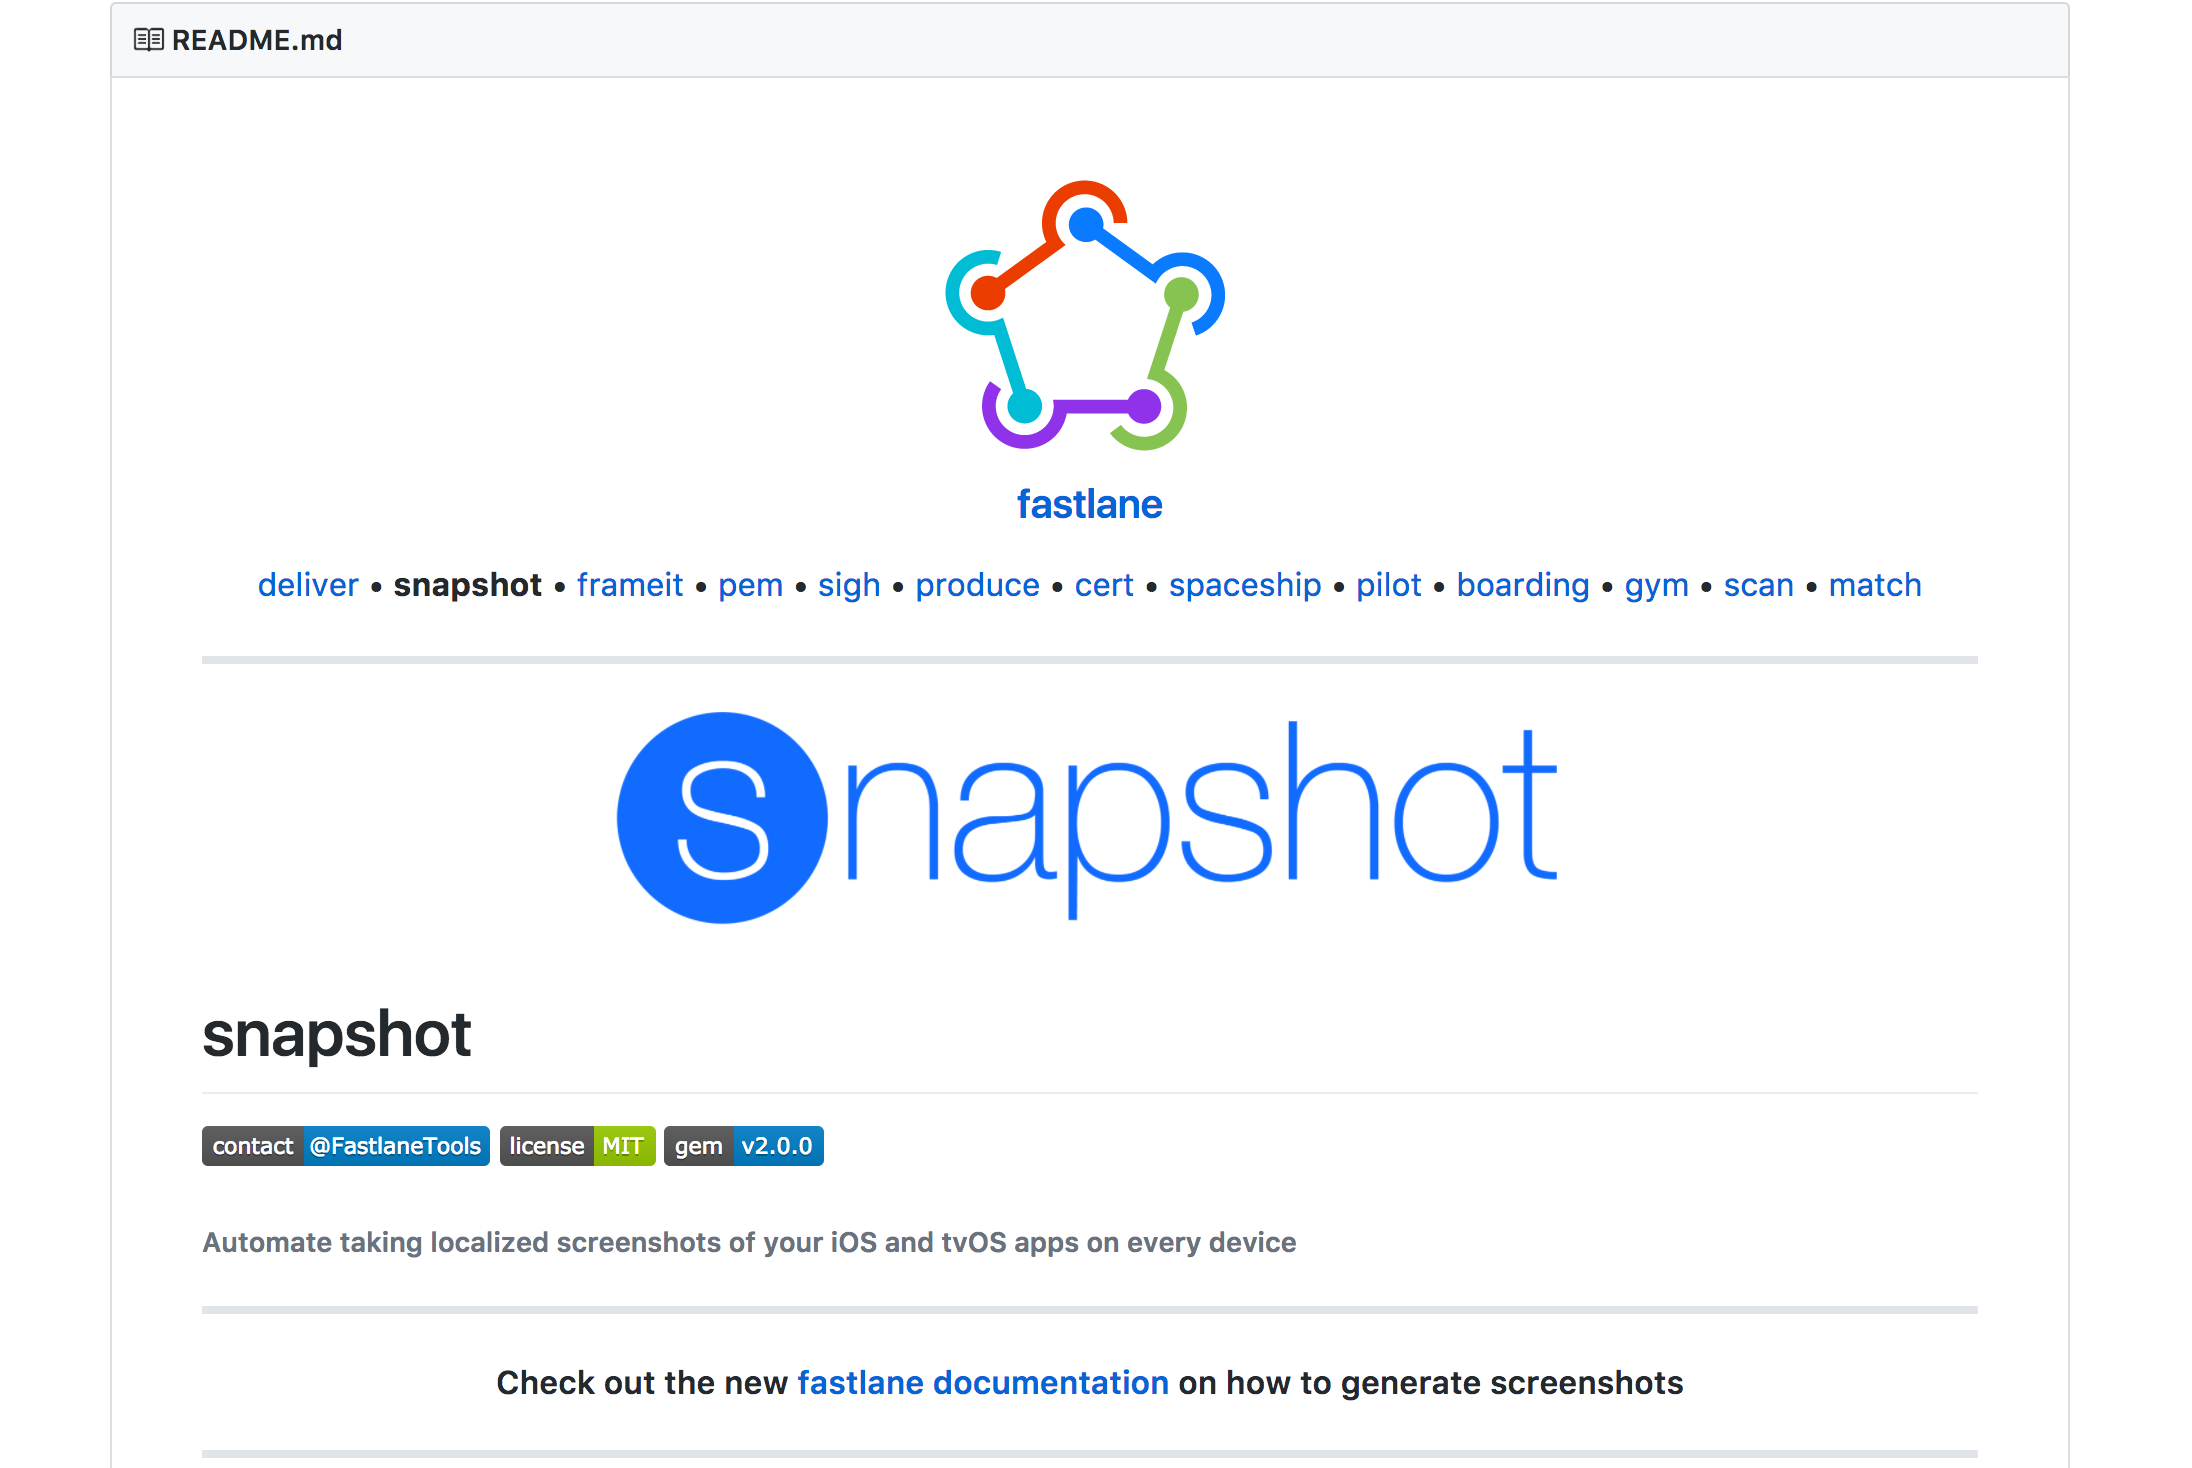 README.md
fastlane
deliver • snapshot • frameit • pem • sigh • produce • cert • spaceship • pilot • boarding • gym • scan • match
snapshot
snapshot
contact @FastlaneTools license MIT gem v2.0.0
Automate taking localized screenshots of your iOS and tvOS apps on every device
Check out the new fastlane documentation on how to generate screenshots